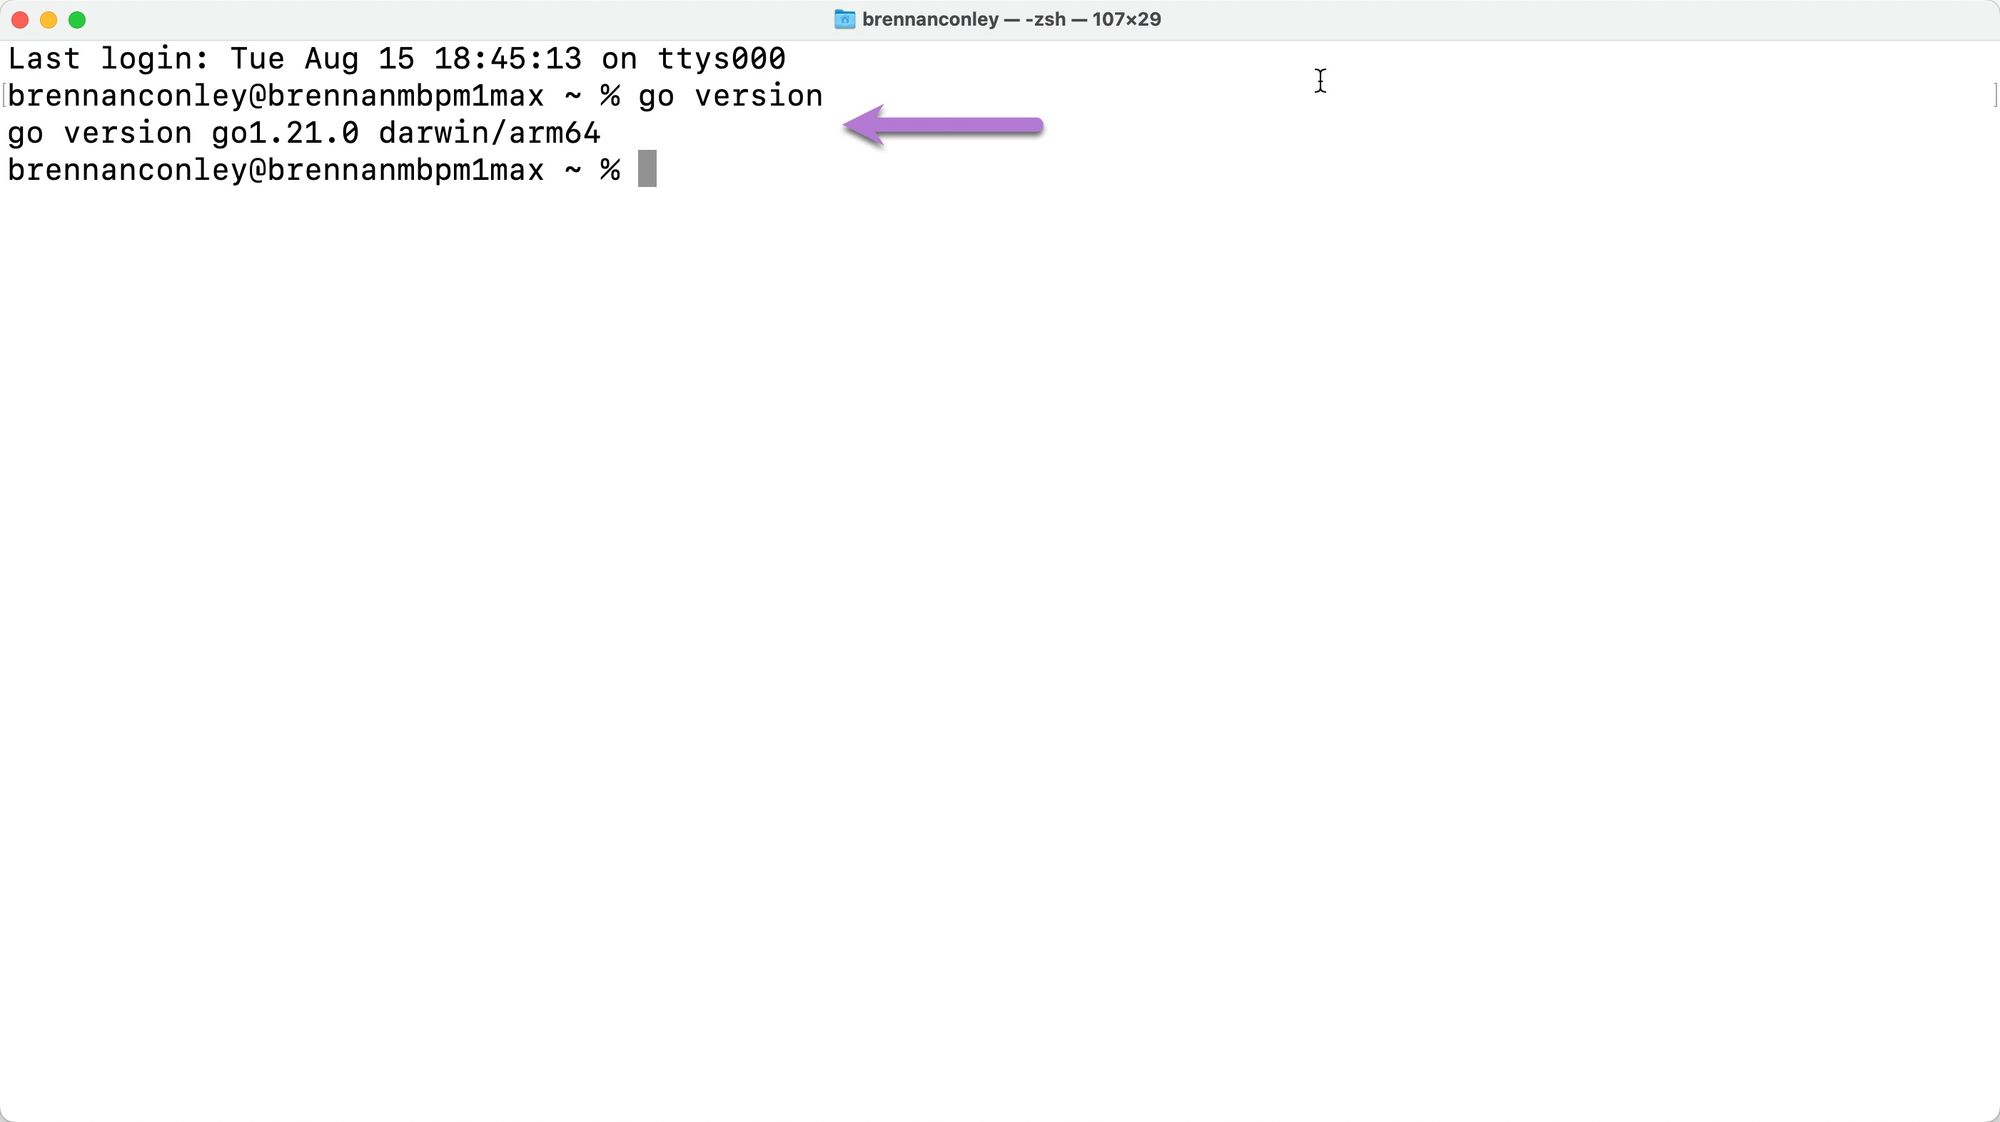 brennanconley — -zsh — 107×29
Last login: Tue Aug 15 18:45:13 on ttys000
brennanconley@brennanmbpm1max ~ % go version
go version go1.21.0 darwin/arm64
brennanconley@brennanmbpm1max ~ %